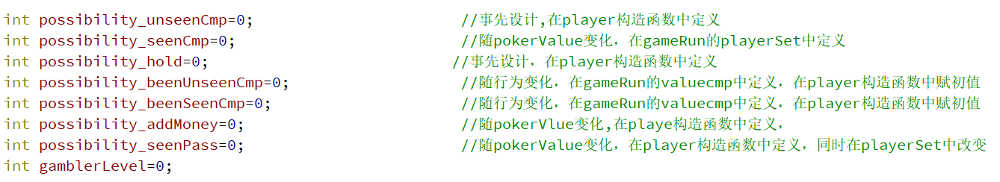 int possibility_unseenCmp=0; //事先设计,在player构造函数中定义
int possibility_seenCmp=0; //随pokerValue变化，在gameRun的playerSet中定义
int possibility_hold=0; //事先设计，在player构造函数中定义
int possibility_beenUnseenCmp=0; //随行为变化，在gameRun的valuecmp中定义，在player构造函数中赋初值
int possibility_beenSeenCmp=0; //随行为变化，在gameRun的valuecmp中定义，在player构造函数中赋初值
int possibility_addMoney=0; //随pokerVlue变化,在playe构造函数中定义，
int possibility_seenPass=0; //随pokerValue变化，在player构造函数中定义，同时在playerSet中改变
int gamblerLevel=0;